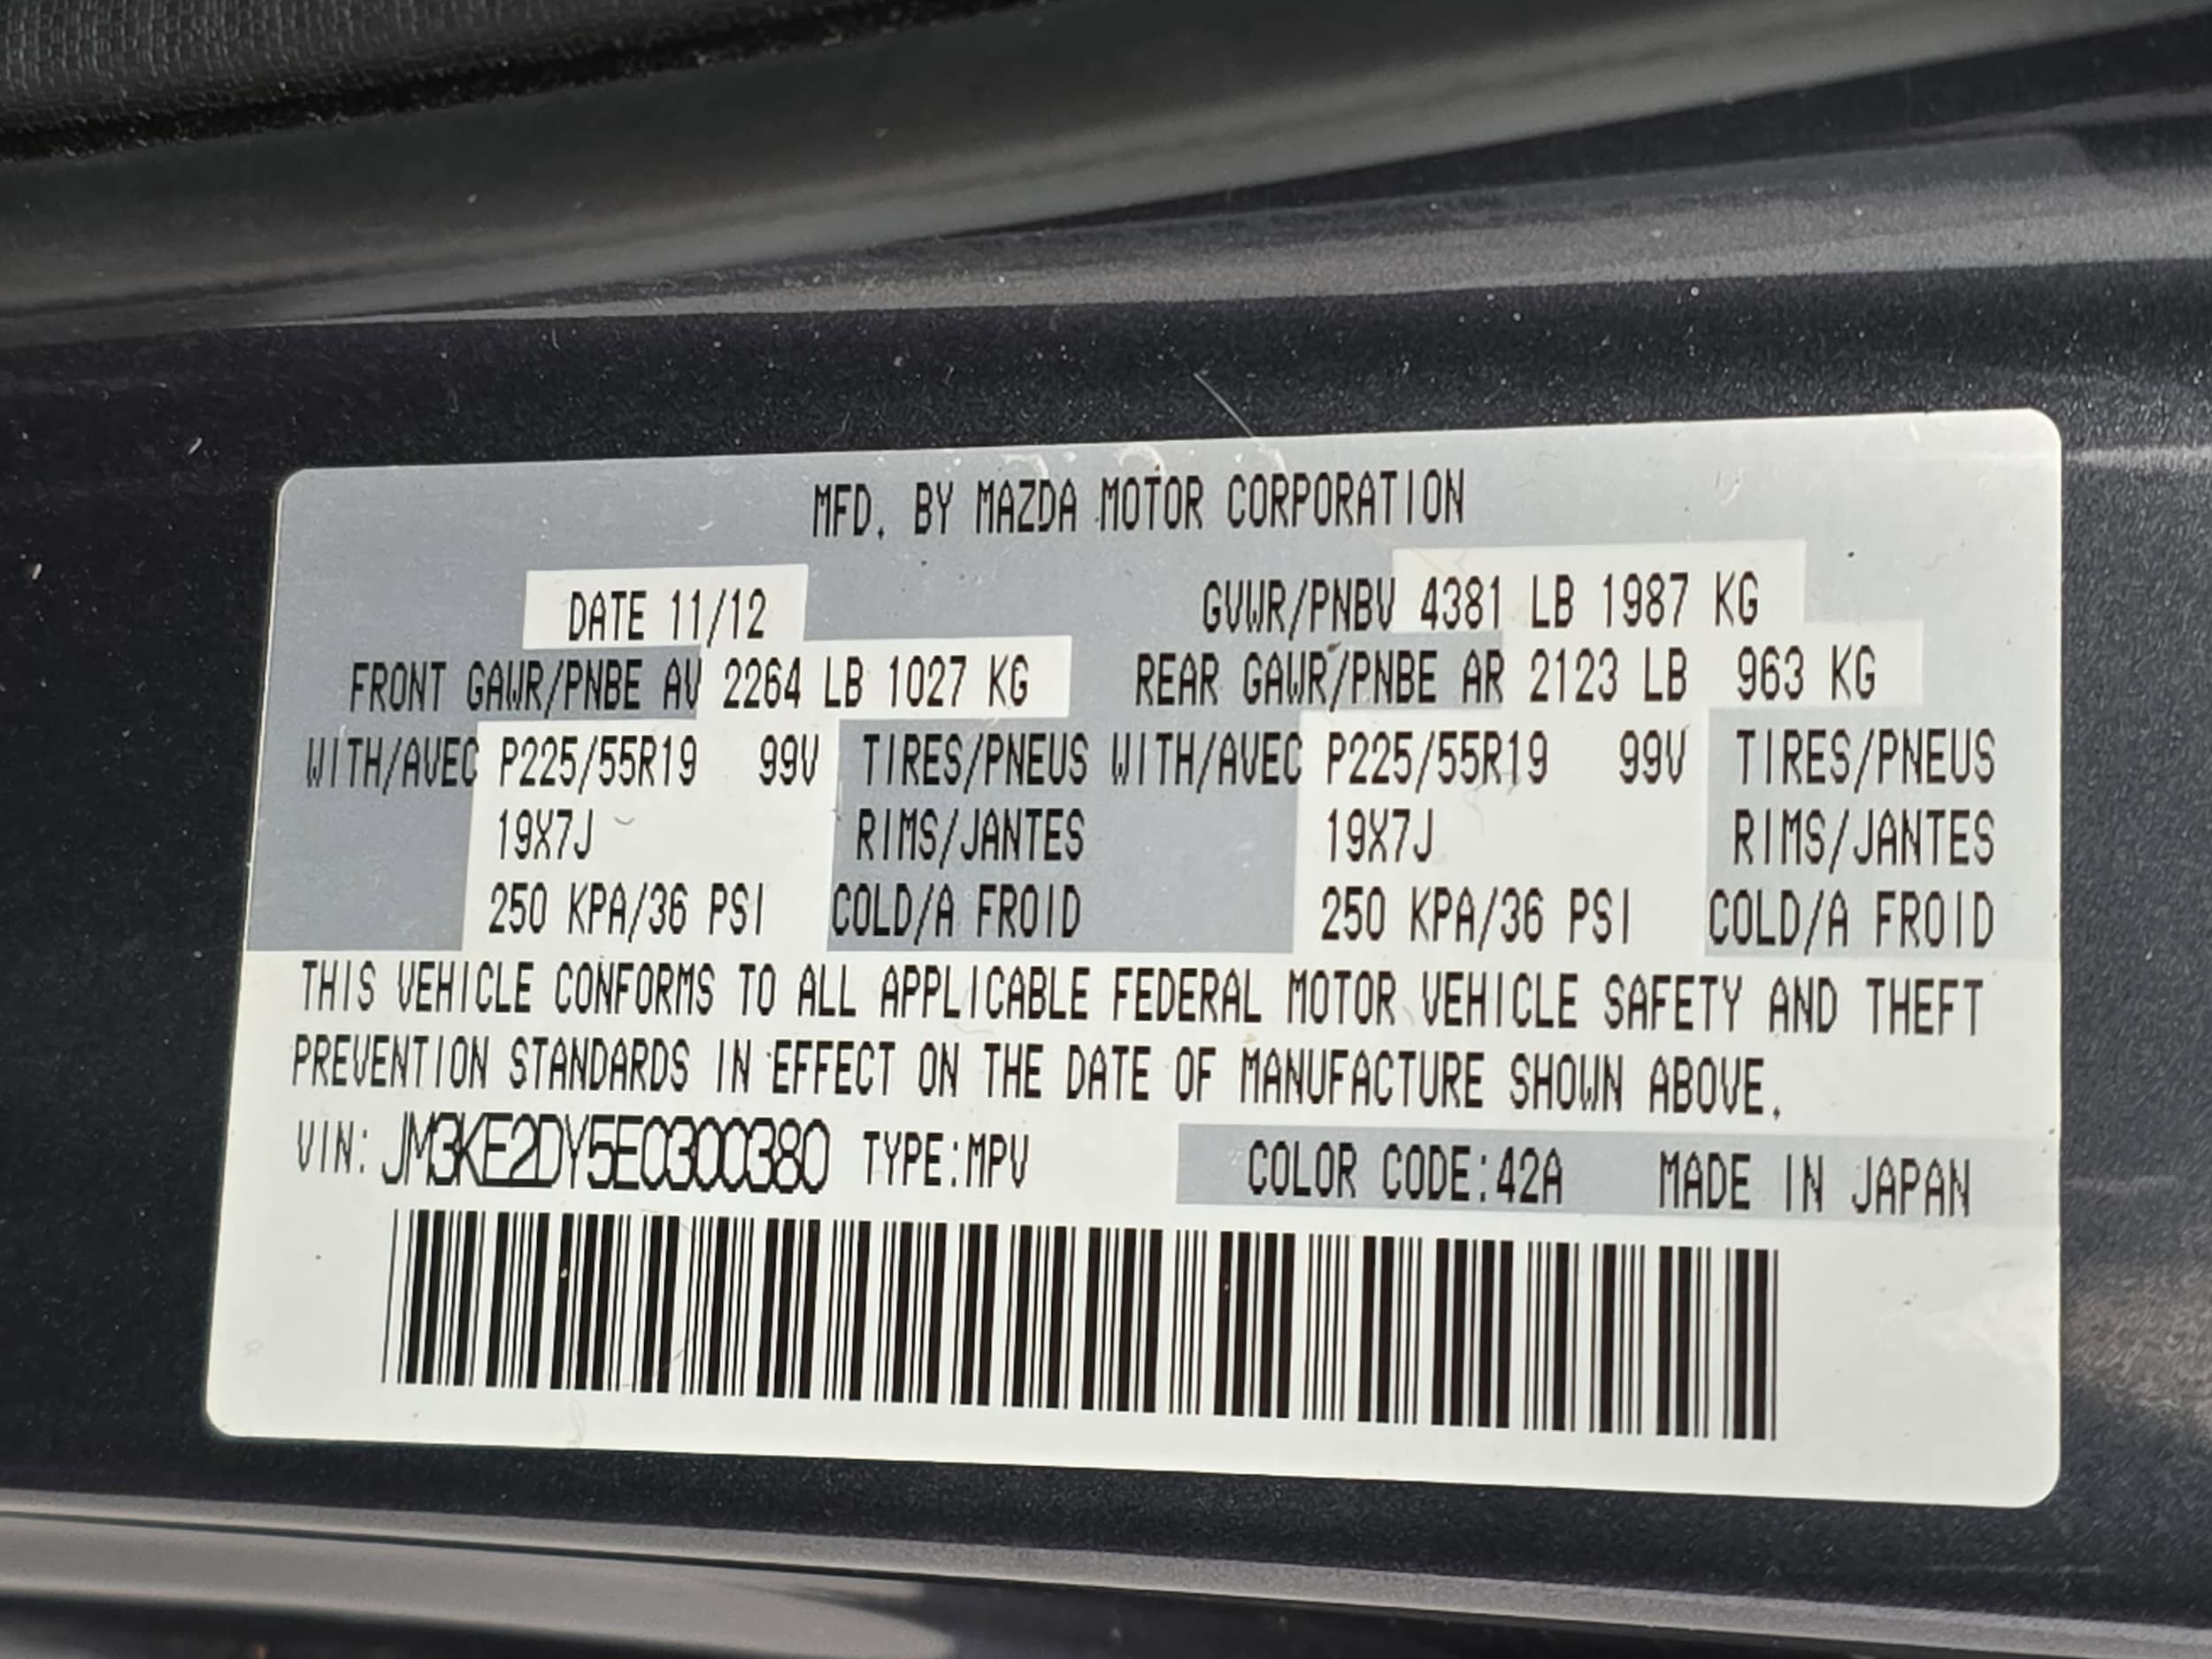 MFD. BY MAZDA MOTOR CORPORATION
DATE 11/12 GVWR/PNBV 4381 LB 1987 KG
FRONT GAWR/PNBE AV 2264 LB 1027 KG REAR GAWR/PNBE AR 2123 LB 963 KG
WITH/AVEC P225/55R19 99V TIRES/PNEUS WITH/AVEC P225/55R19 99V TIRES/PNEUS
19X7J RIMS/JANTES 19X7J RIMS/JANTES
250 KPA/36 PSI COLD/A FROID 250 KPA/36 PSI COLD/A FROID
THIS VEHICLE CONFORMS TO ALL APPLICABLE FEDERAL MOTOR VEHICLE SAFETY AND THEFT
PREVENTION STANDARDS IN EFFECT ON THE DATE OF MANUFACTURE SHOWN ABOVE.
VIN: JM3KE2DY5E0300380 TYPE:MPV COLOR CODE:42A MADE IN JAPAN